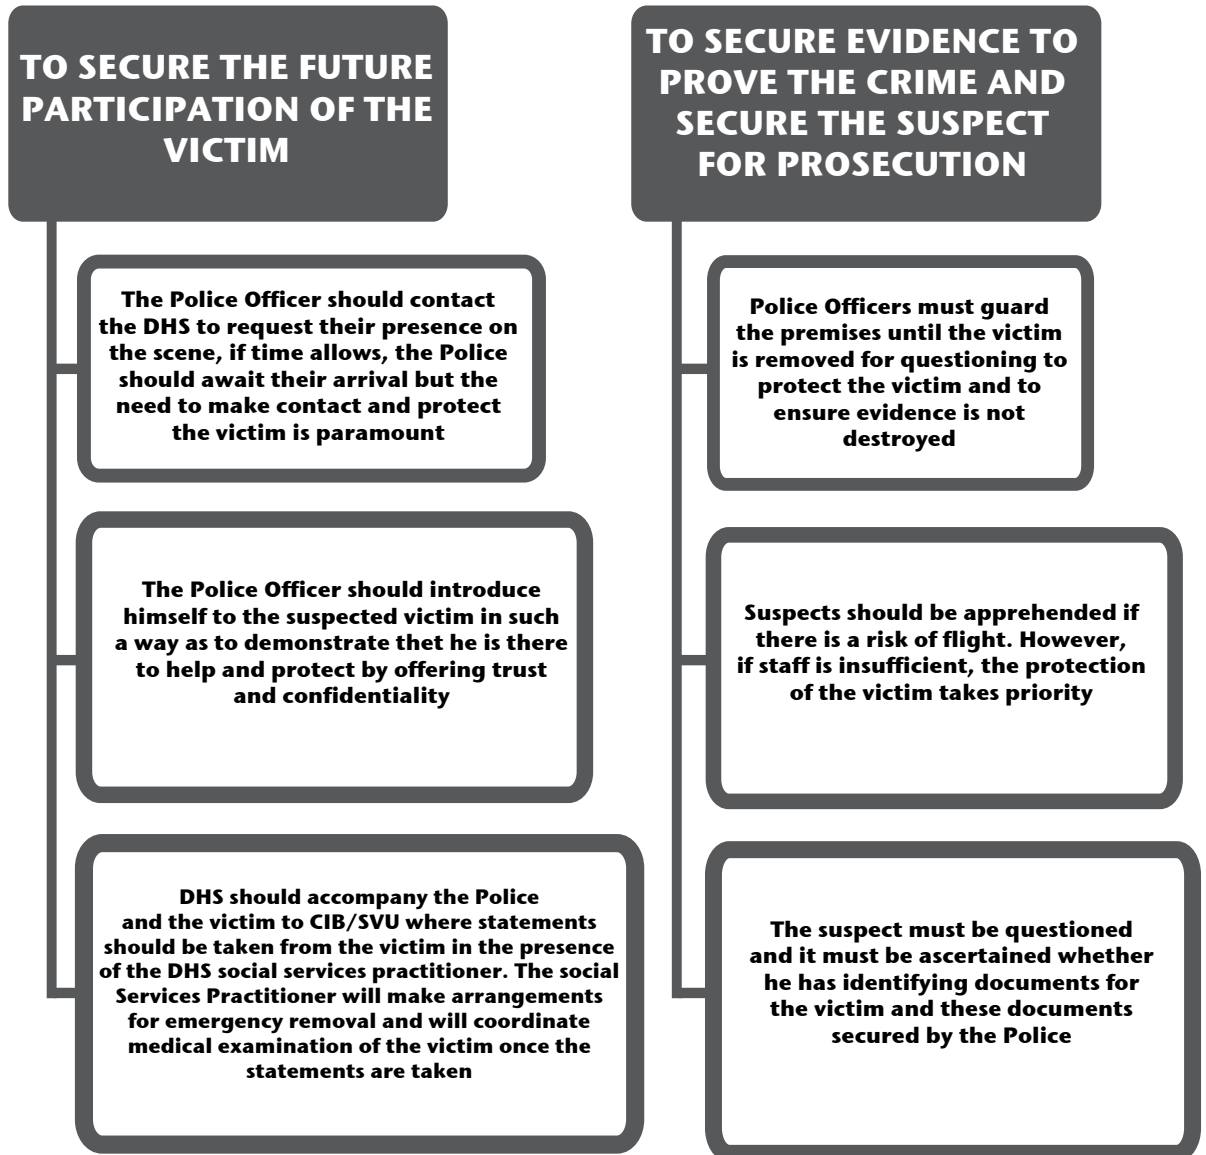 TO SECURE THE FUTURE
PARTICIPATION OF THE
VICTIM
The Police Officer should contact
the DHS to request their presence on
the scene, if time allows, the Police
should await their arrival but the
need to make contact and protect
the victim is paramount
The Police Officer should introduce
himself to the suspected victim in such
a way as to demonstrate thet he is there
to help and protect by offering trust
and confidentiality
DHS should accompany the Police
and the victim to CIB/SVU where statements
should be taken from the victim in the presence
of the DHS social services practitioner. The social
Services Practitioner will make arrangements
for emergency removal and will coordinate
medical examination of the victim once the
statements are taken
TO SECURE EVIDENCE TO
PROVE THE CRIME AND
SECURE THE SUSPECT
FOR PROSECUTION
Police Officers must guard
the premises until the victim
is removed for questioning to
protect the victim and to
ensure evidence is not
destroyed
Suspects should be apprehended if
there is a risk of flight. However,
if staff is insufficient, the protection
of the victim takes priority
The suspect must be questioned
and it must be ascertained whether
he has identifying documents for
the victim and these documents
secured by the Police